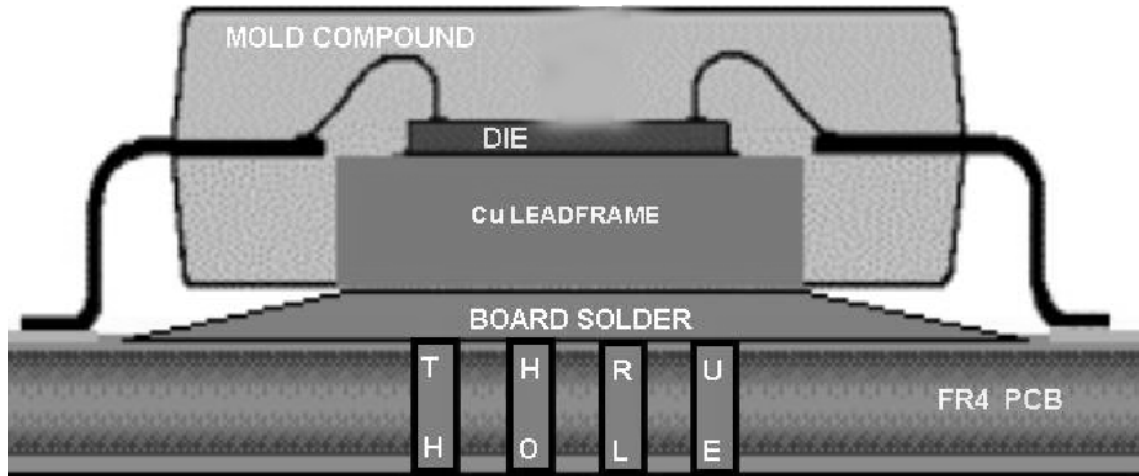 MOLD COMPOUND
DIE
Cu LEADFRAME
BOARD SOLDER
T H R U
FR4 PCB
H O L E